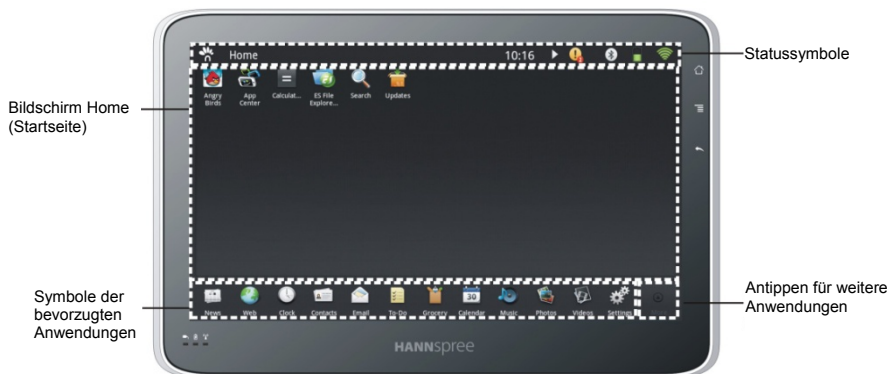 Home
10:16
Statussymbole
Angry
Birds
App
Center
Calculat...
ES File
Explore...
Search
Updates
Bildschirm Home
(Startseite)
Symbole der
bevorzugten
Anwendungen
News
Web
Clock
Contacts
Email
To-Do
Grocery
30
Calendar
Music
Photos
Videos
Settings
Antippen für weitere
Anwendungen
HANNspree